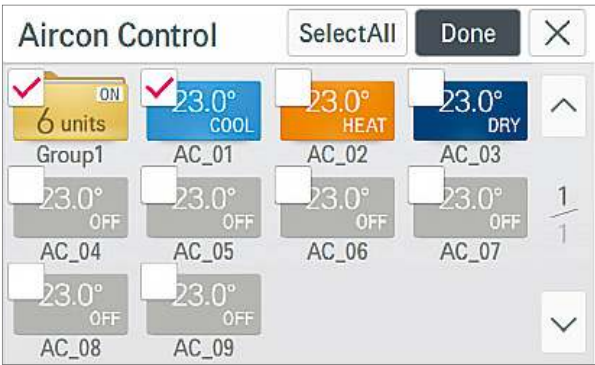 Aircon Control SelectAll Done
ON
6 units 23.0° 23.0° 23.0°
COOL HEAT DRY
Group1 AC_01 AC_02 AC_03
23.0° 23.0° 23.0° 23.0°
OFF OFF OFF OFF
1
1
AC_04 AC_05 AC_06 AC_07
23.0° 23.0°
OFF OFF
AC_08 AC_09